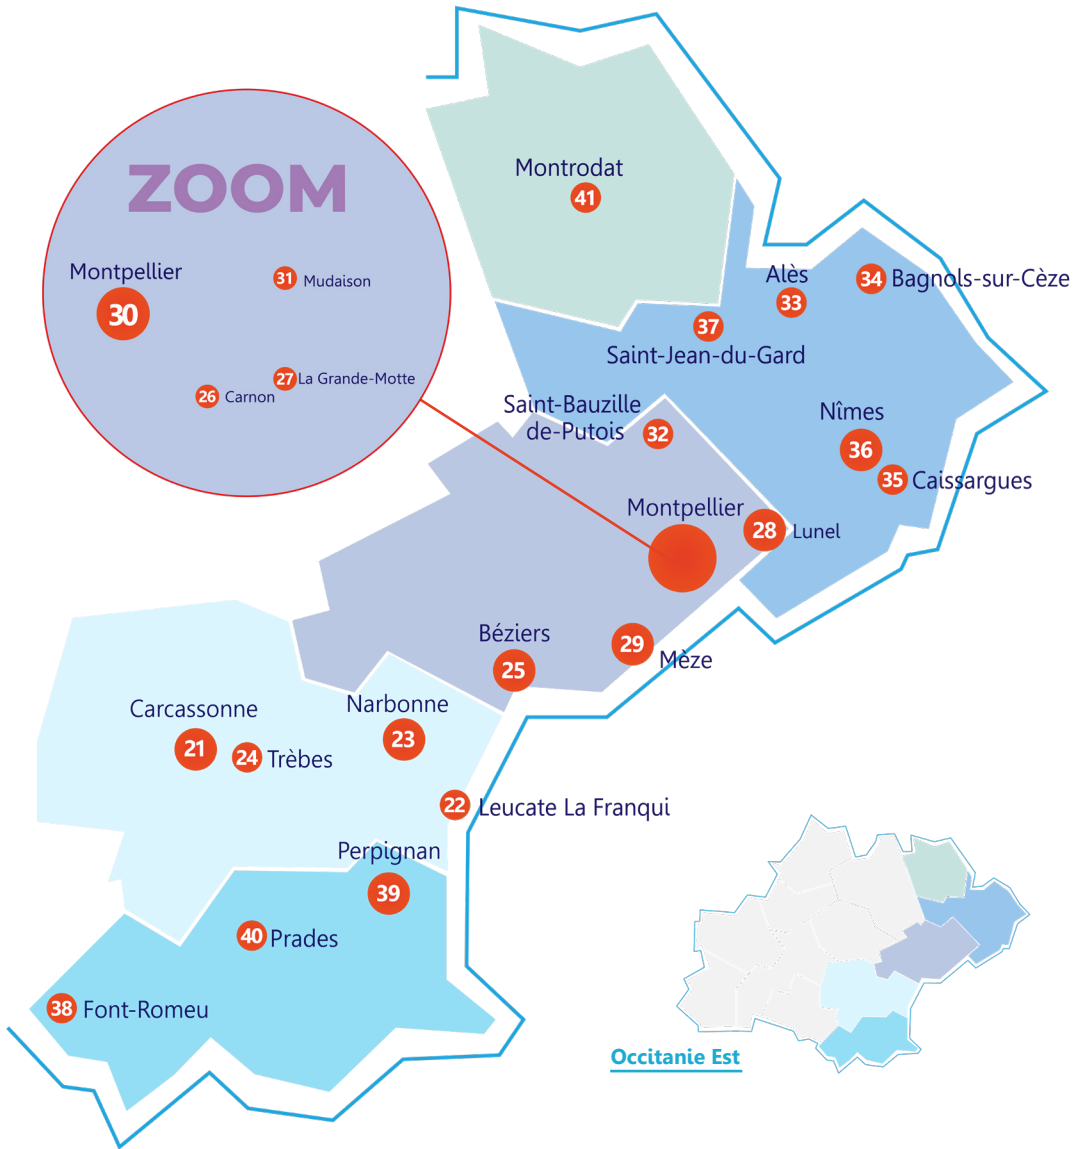 Montrodat
41
ZOOM
Montpellier
30
31 Mudaison
27 La Grande-Motte
26 Carnon
Alès
33
34 Bagnols-sur-Cèze
37
Saint-Jean-du-Gard
Saint-Bauzille
de-Putois 32
Nîmes
36
35 Caissargues
Montpellier
28 Lunel
Béziers
25
29
Mèze
Carcassonne
21
24 Trèbes
Narbonne
23
22 Leucate La Franqui
Perpignan
39
40 Prades
38 Font-Romeu
Occitanie Est